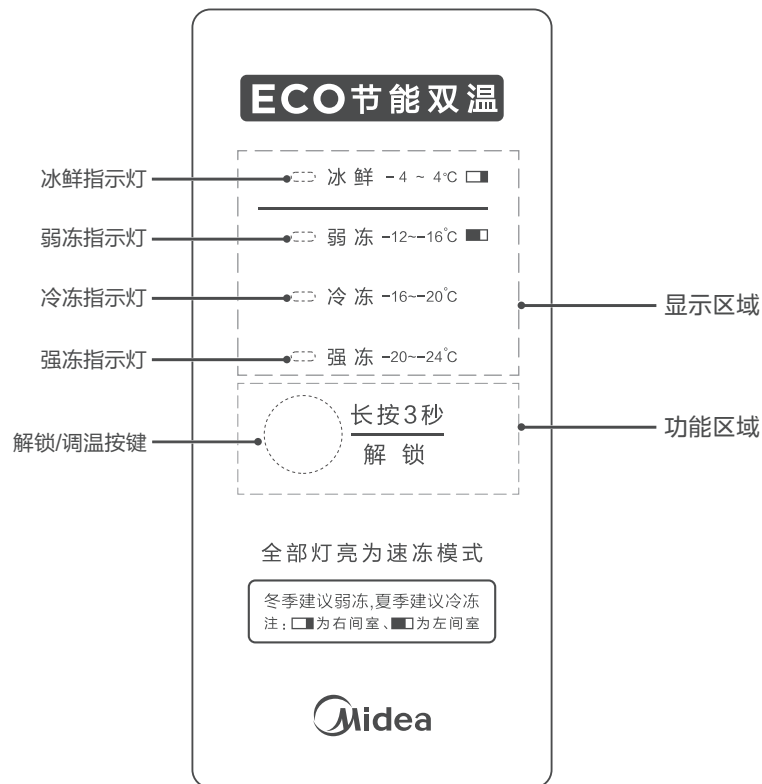 ECO节能双温
冰鲜指示灯
冰鲜 -4 ~ 4℃
弱冻指示灯
弱冻 -12~-16℃
冷冻指示灯
冷冻 -16~-20℃
显示区域
强冻指示灯
强冻 -20~-24℃
长按3秒
解锁
解锁/调温按键
功能区域
全部灯亮为速冻模式
冬季建议弱冻,夏季建议冷冻
注:为右间室、为左间室
Midea